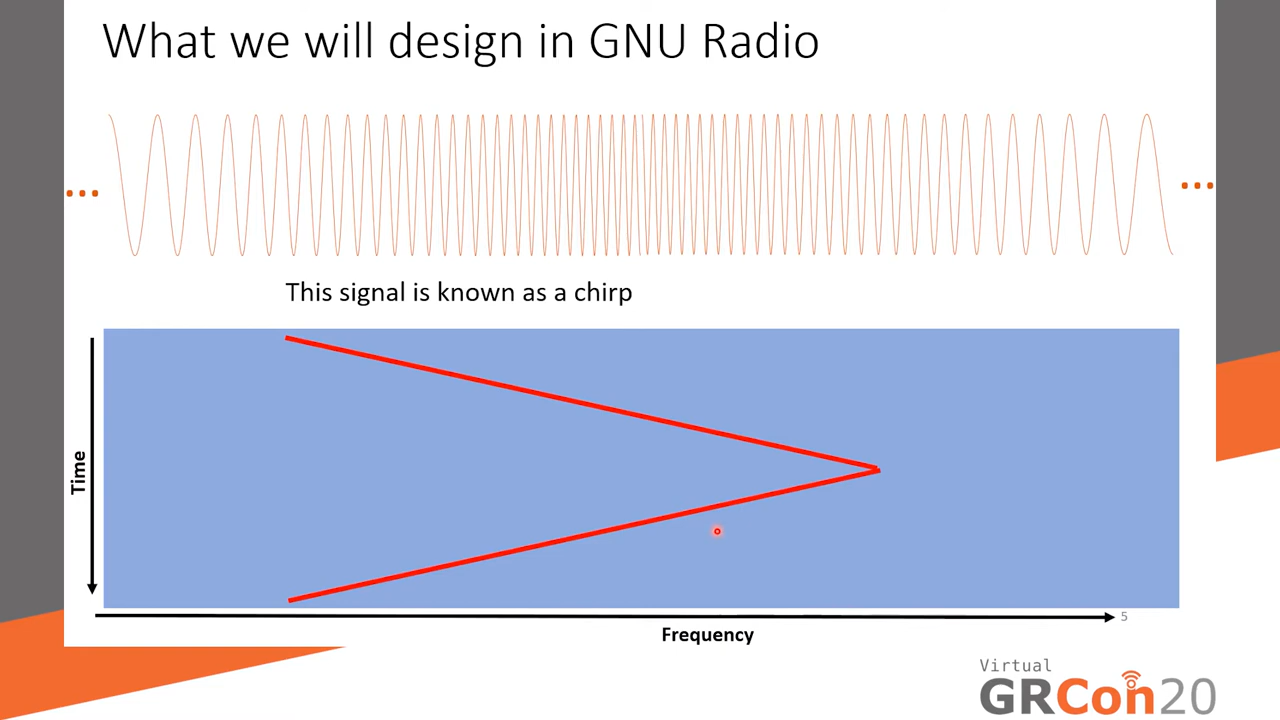 What we will design in GNU Radio
...
...
This signal is known as a chirp
Time
5
Frequency
Virtual
GRCon20